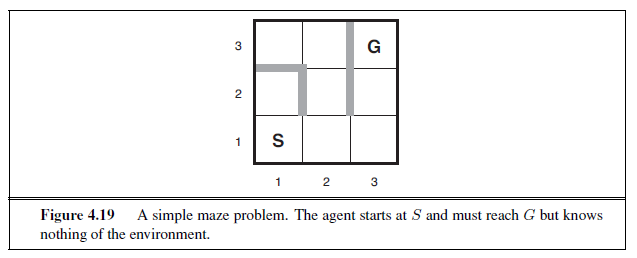 3
G
2
1
S
1
2
3
Figure 4.19 A simple maze problem. The agent starts at S and must reach G but knows
nothing of the environment.